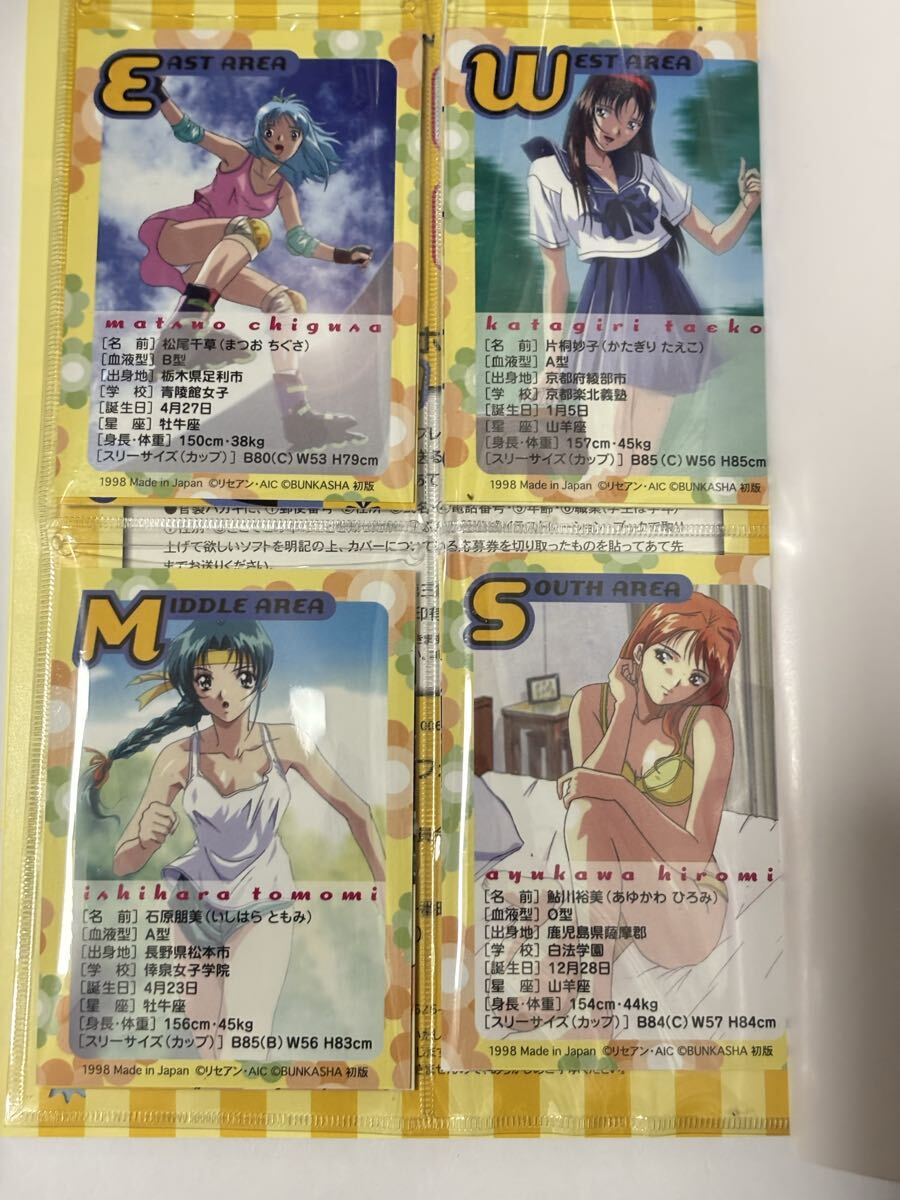 EAST AREA
matsuo chigusa
[名　前] 松尾千草(まつお ちぐさ)
[血液型] B型
[出身地] 栃木県足利市
[学　校] 青陵館女子
[誕生日] 4月27日
[星　座] 牡牛座
[身長・体重] 150cm・38kg
[スリーサイズ(カップ)] B80(C) W53 H79cm
1998 Made in Japan ©リセアン・AIC ©BUNKASHA 初版
WEST AREA
katagiri taeko
[名　前] 片桐妙子(かたぎり たえこ)
[血液型] A型
[出身地] 京都府綾部市
[学　校] 京都楽北義塾
[誕生日] 1月5日
[星　座] 山羊座
[身長・体重] 157cm・45kg
[スリーサイズ(カップ)] B85(C) W56 H85cm
1998 Made in Japan ©リセアン・AIC ©BUNKASHA 初版
上げて欲しいソフトを明記の上、カバーについている応募券を切り取ったものを貼ってあて先
までお送りください。
MIDDLE AREA
ishihara tomomi
[名　前] 石原朋美(いしはら ともみ)
[血液型] A型
[出身地] 長野県松本市
[学　校] 倖泉女子学院
[誕生日] 4月23日
[星　座] 牡牛座
[身長・体重] 156cm・45kg
[スリーサイズ(カップ)] B85(B) W56 H83cm
1998 Made in Japan ©リセアン・AIC ©BUNKASHA 初版
SOUTH AREA
ayukawa hiromi
[名　前] 鮎川裕美(あゆかわ ひろみ)
[血液型] O型
[出身地] 鹿児島県薩摩郡
[学　校] 白法学園
[誕生日] 12月28日
[星　座] 山羊座
[身長・体重] 154cm・44kg
[スリーサイズ(カップ)] B84(C) W57 H84cm
1998 Made in Japan ©リセアン・AIC ©BUNKASHA 初版